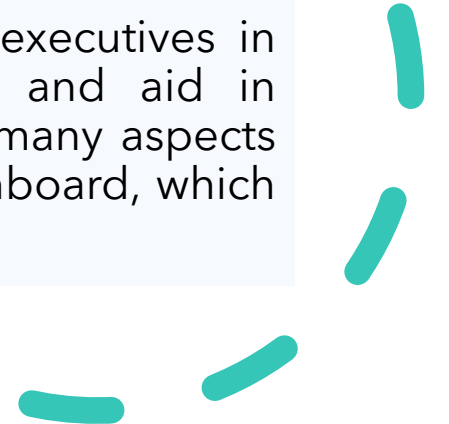 executives in
and aid in
many aspects
board, which